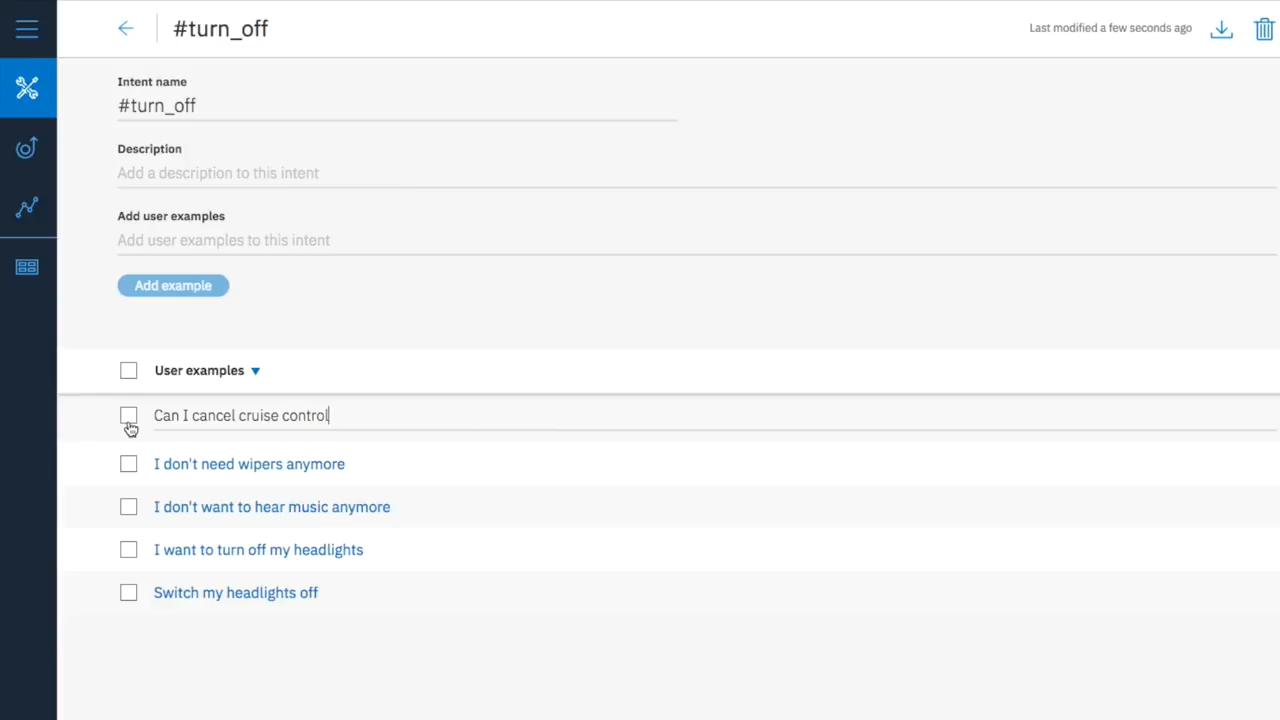 #turn_off
Last modified a few seconds ago
Intent name
#turn_off
Description
Add a description to this intent
Add user examples
Add user examples to this intent
Add example
User examples
Can I cancel cruise control
I don't need wipers anymore
I don't want to hear music anymore
I want to turn off my headlights
Switch my headlights off